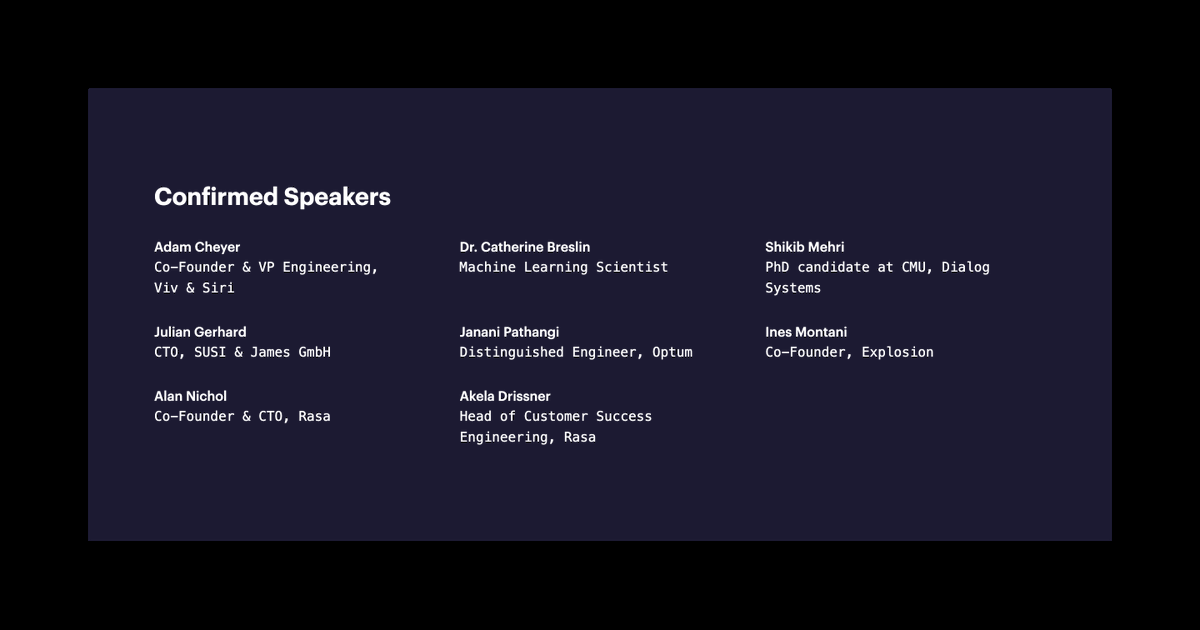 Confirmed Speakers
Adam Cheyer
Co-Founder & VP Engineering,
Viv & Siri
Dr. Catherine Breslin
Machine Learning Scientist
Shikib Mehri
PhD candidate at CMU, Dialog
Systems
Julian Gerhard
CTO, SUSI & James GmbH
Janani Pathangi
Distinguished Engineer, Optum
Ines Montani
Co-Founder, Explosion
Alan Nichol
Co-Founder & CTO, Rasa
Akela Drissner
Head of Customer Success
Engineering, Rasa